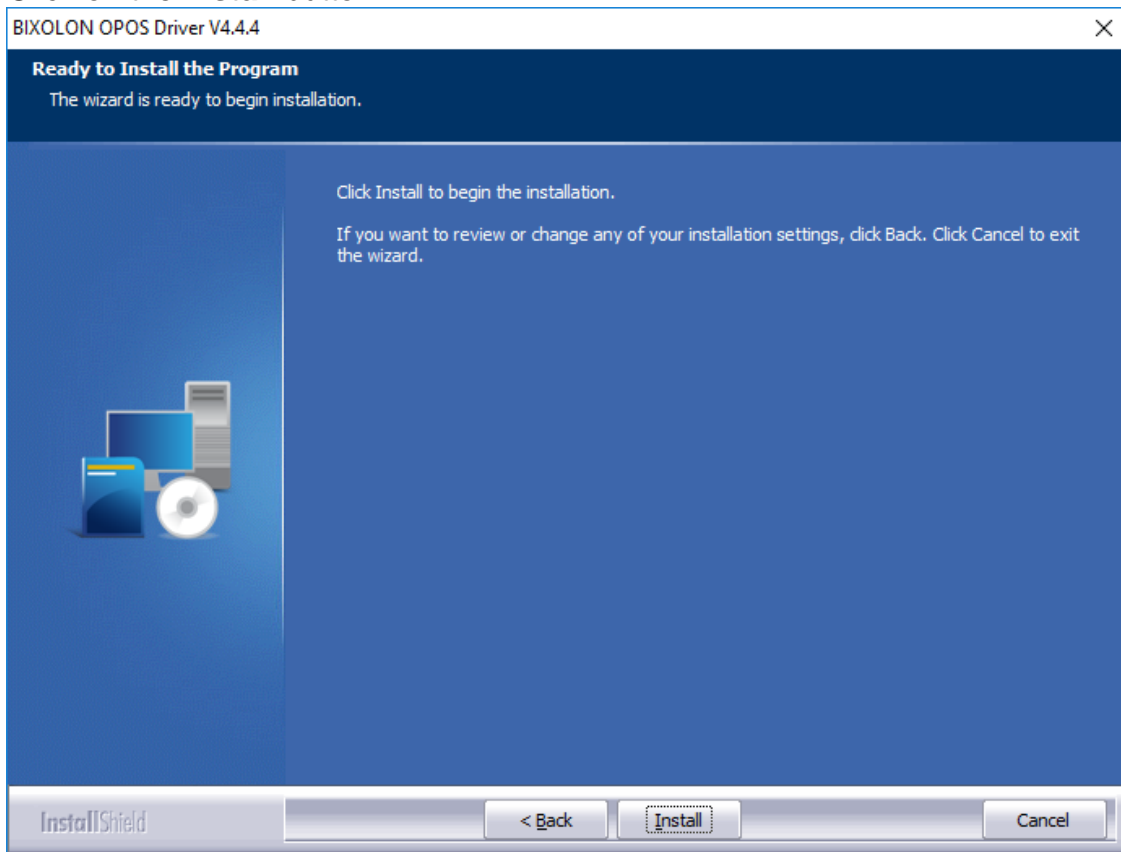 BIXOLON OPOS Driver V4.4.4
Ready to Install the Program
The wizard is ready to begin installation.
Click Install to begin the installation.
If you want to review or change any of your installation settings, click Back. Click Cancel to exit
the wizard.
InstallShield
< Back
Install
Cancel